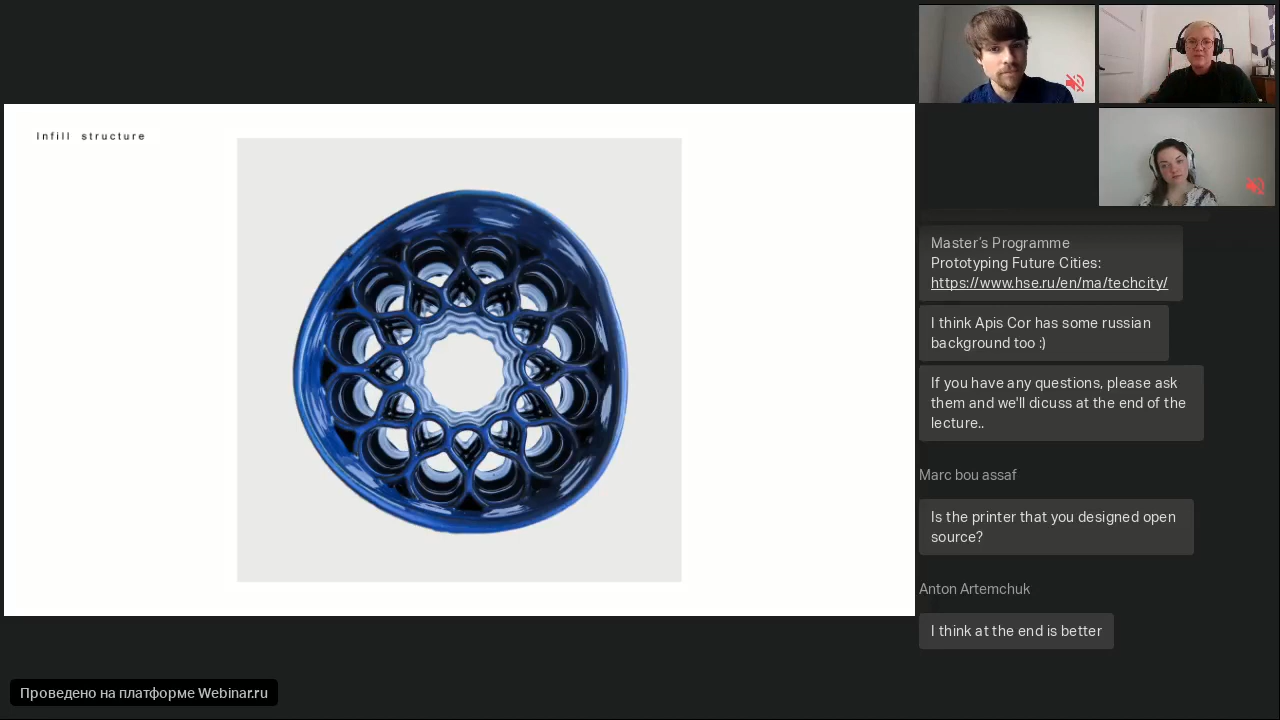 Infill structure
Master's Programme
Prototyping Future Cities:
https://www.hse.ru/en/ma/techcity/
I think Apis Cor has some russian
background too :)
If you have any questions, please ask
them and we'll dicuss at the end of the
lecture..
Marc bou assaf
Is the printer that you designed open
source?
Anton Artemchuk
I think at the end is better
Проведено на платформе Webinar.ru